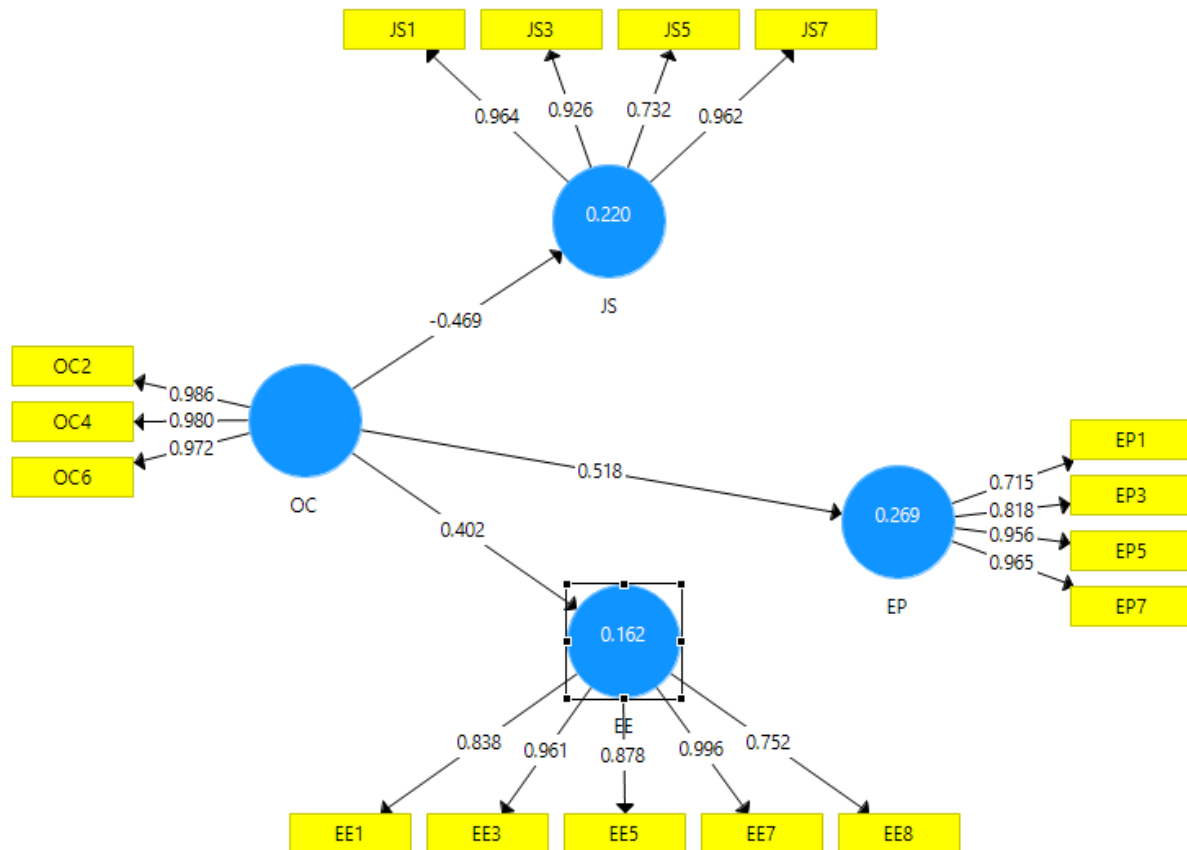 JS1 JS3 JS5 JS7
0.964 0.926 0.732 0.962
0.220
JS
-0.469
OC2
OC4
OC6
0.986
0.980
0.972
OC
0.518
0.402
EP1
EP3
EP5
EP7
0.715
0.818
0.956
0.965
0.269
EP
0.162
EE
0.838 0.961 0.878 0.996 0.752
EE1 EE3 EE5 EE7 EE8